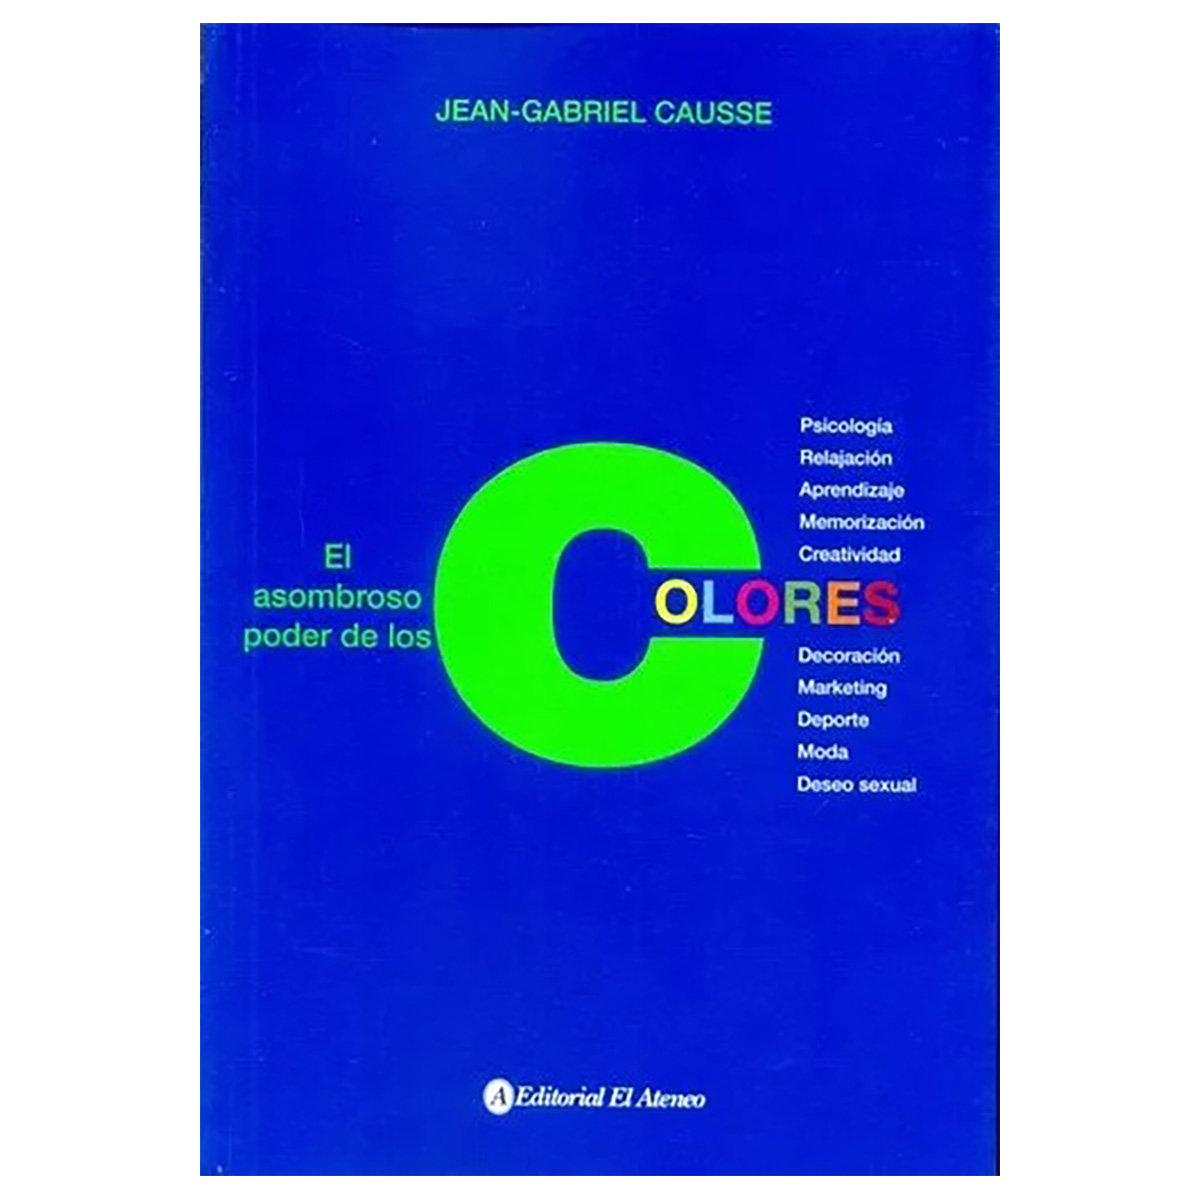 JEAN-GABRIEL CAUSSE
Psicología
Relajación
Aprendizaje
Memorización
Creatividad
El
asombroso
poder de los
COLORES
Decoración
Marketing
Deporte
Moda
Deseo sexual
A Editorial El Ateneo